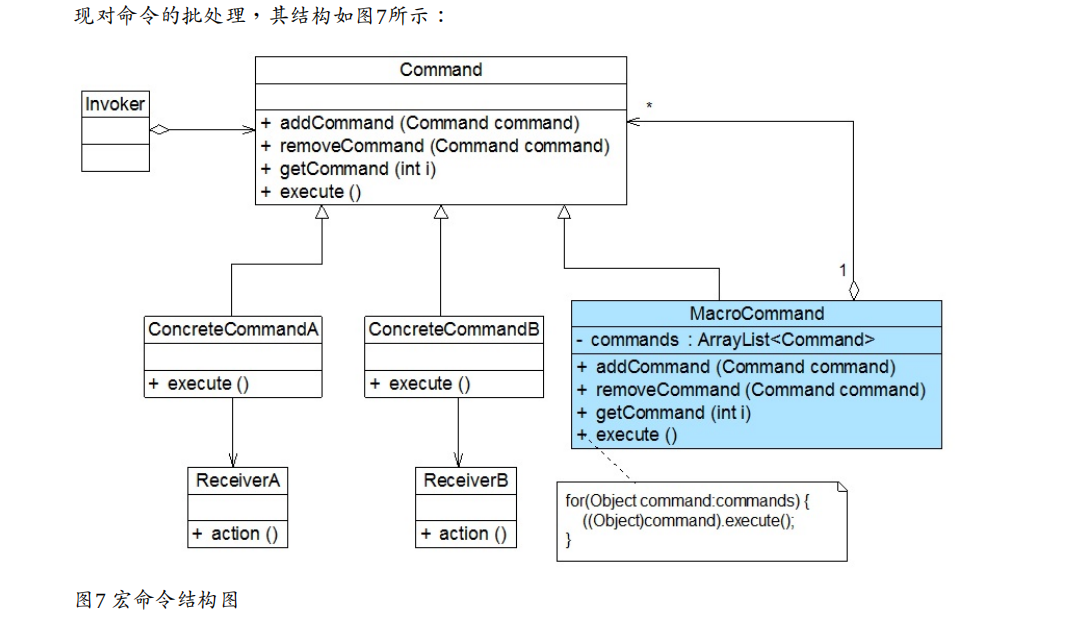 现对命令的批处理，其结构如图7所示：
Command
Invoker
+ addCommand (Command command)
+ removeCommand (Command command)
+ getCommand (int i)
+ execute ()
*
1
MacroCommand
- commands : ArrayList<Command>
+ addCommand (Command command)
+ removeCommand (Command command)
+ getCommand (int i)
+ execute ()
ConcreteCommandA
+ execute ()
ConcreteCommandB
+ execute ()
ReceiverA
+ action ()
ReceiverB
+ action ()
for(Object command:commands) {
((Object)command).execute();
}
图7 宏命令结构图